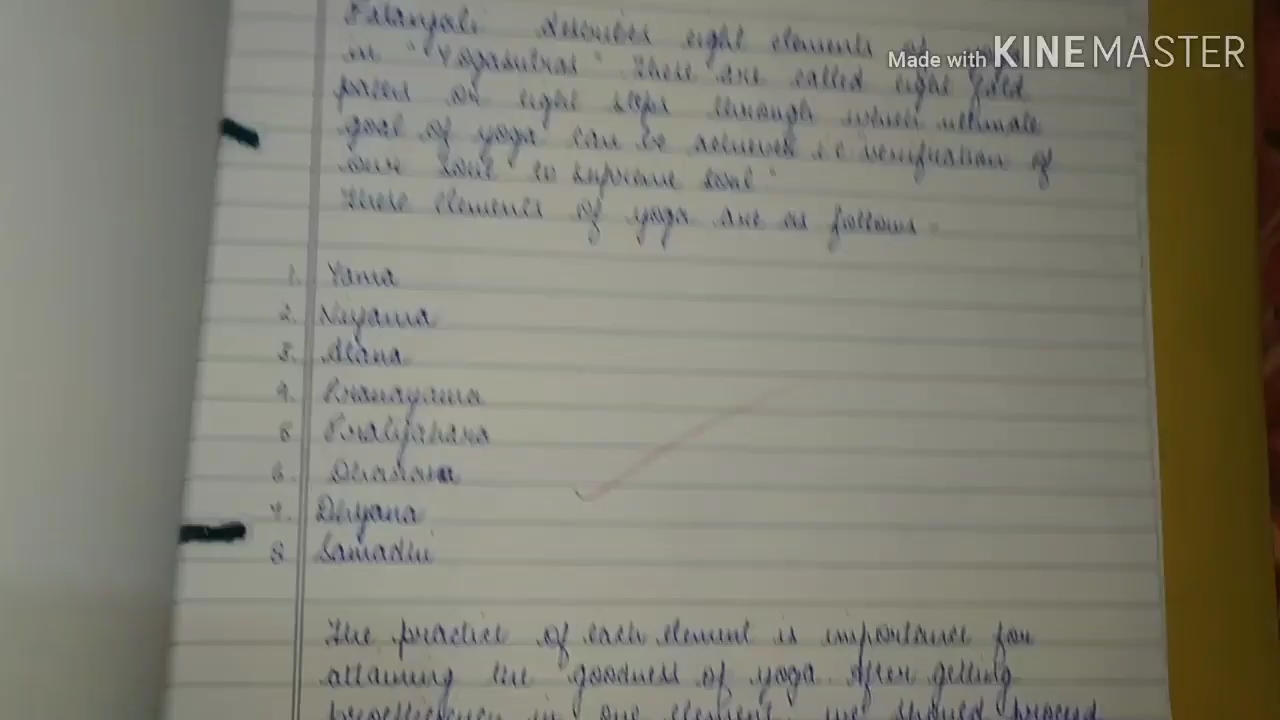 Patanjali describes eight elements of yoga
Made with KINEMASTER
in "Yogasutras" These are called eight fold
paces or eight steps through which ultimate
goal of yoga can be achieved i.e unification of
our soul "to supreme soul"
These elements of yoga are as follows -
1. Yama
2. Niyama
3. Asana
4. Pranayama
5 Pratyahara
6. Dharana
7. Dhyana
8. Samadhi
The practice of each element is importance for
attaining the goodness of yoga. After getting
proefficiency in one element, we should proceed